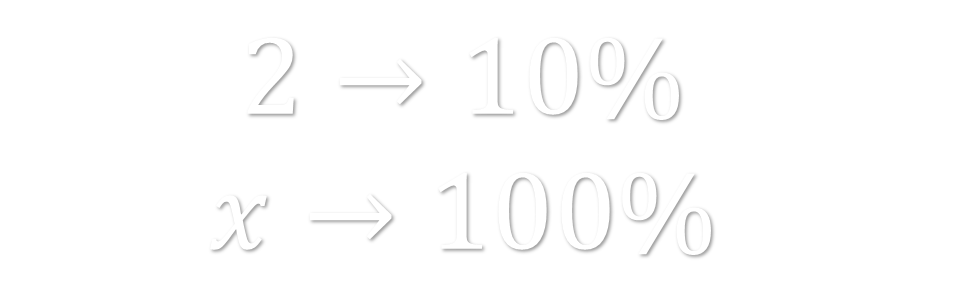 2 → 10%
x → 100%